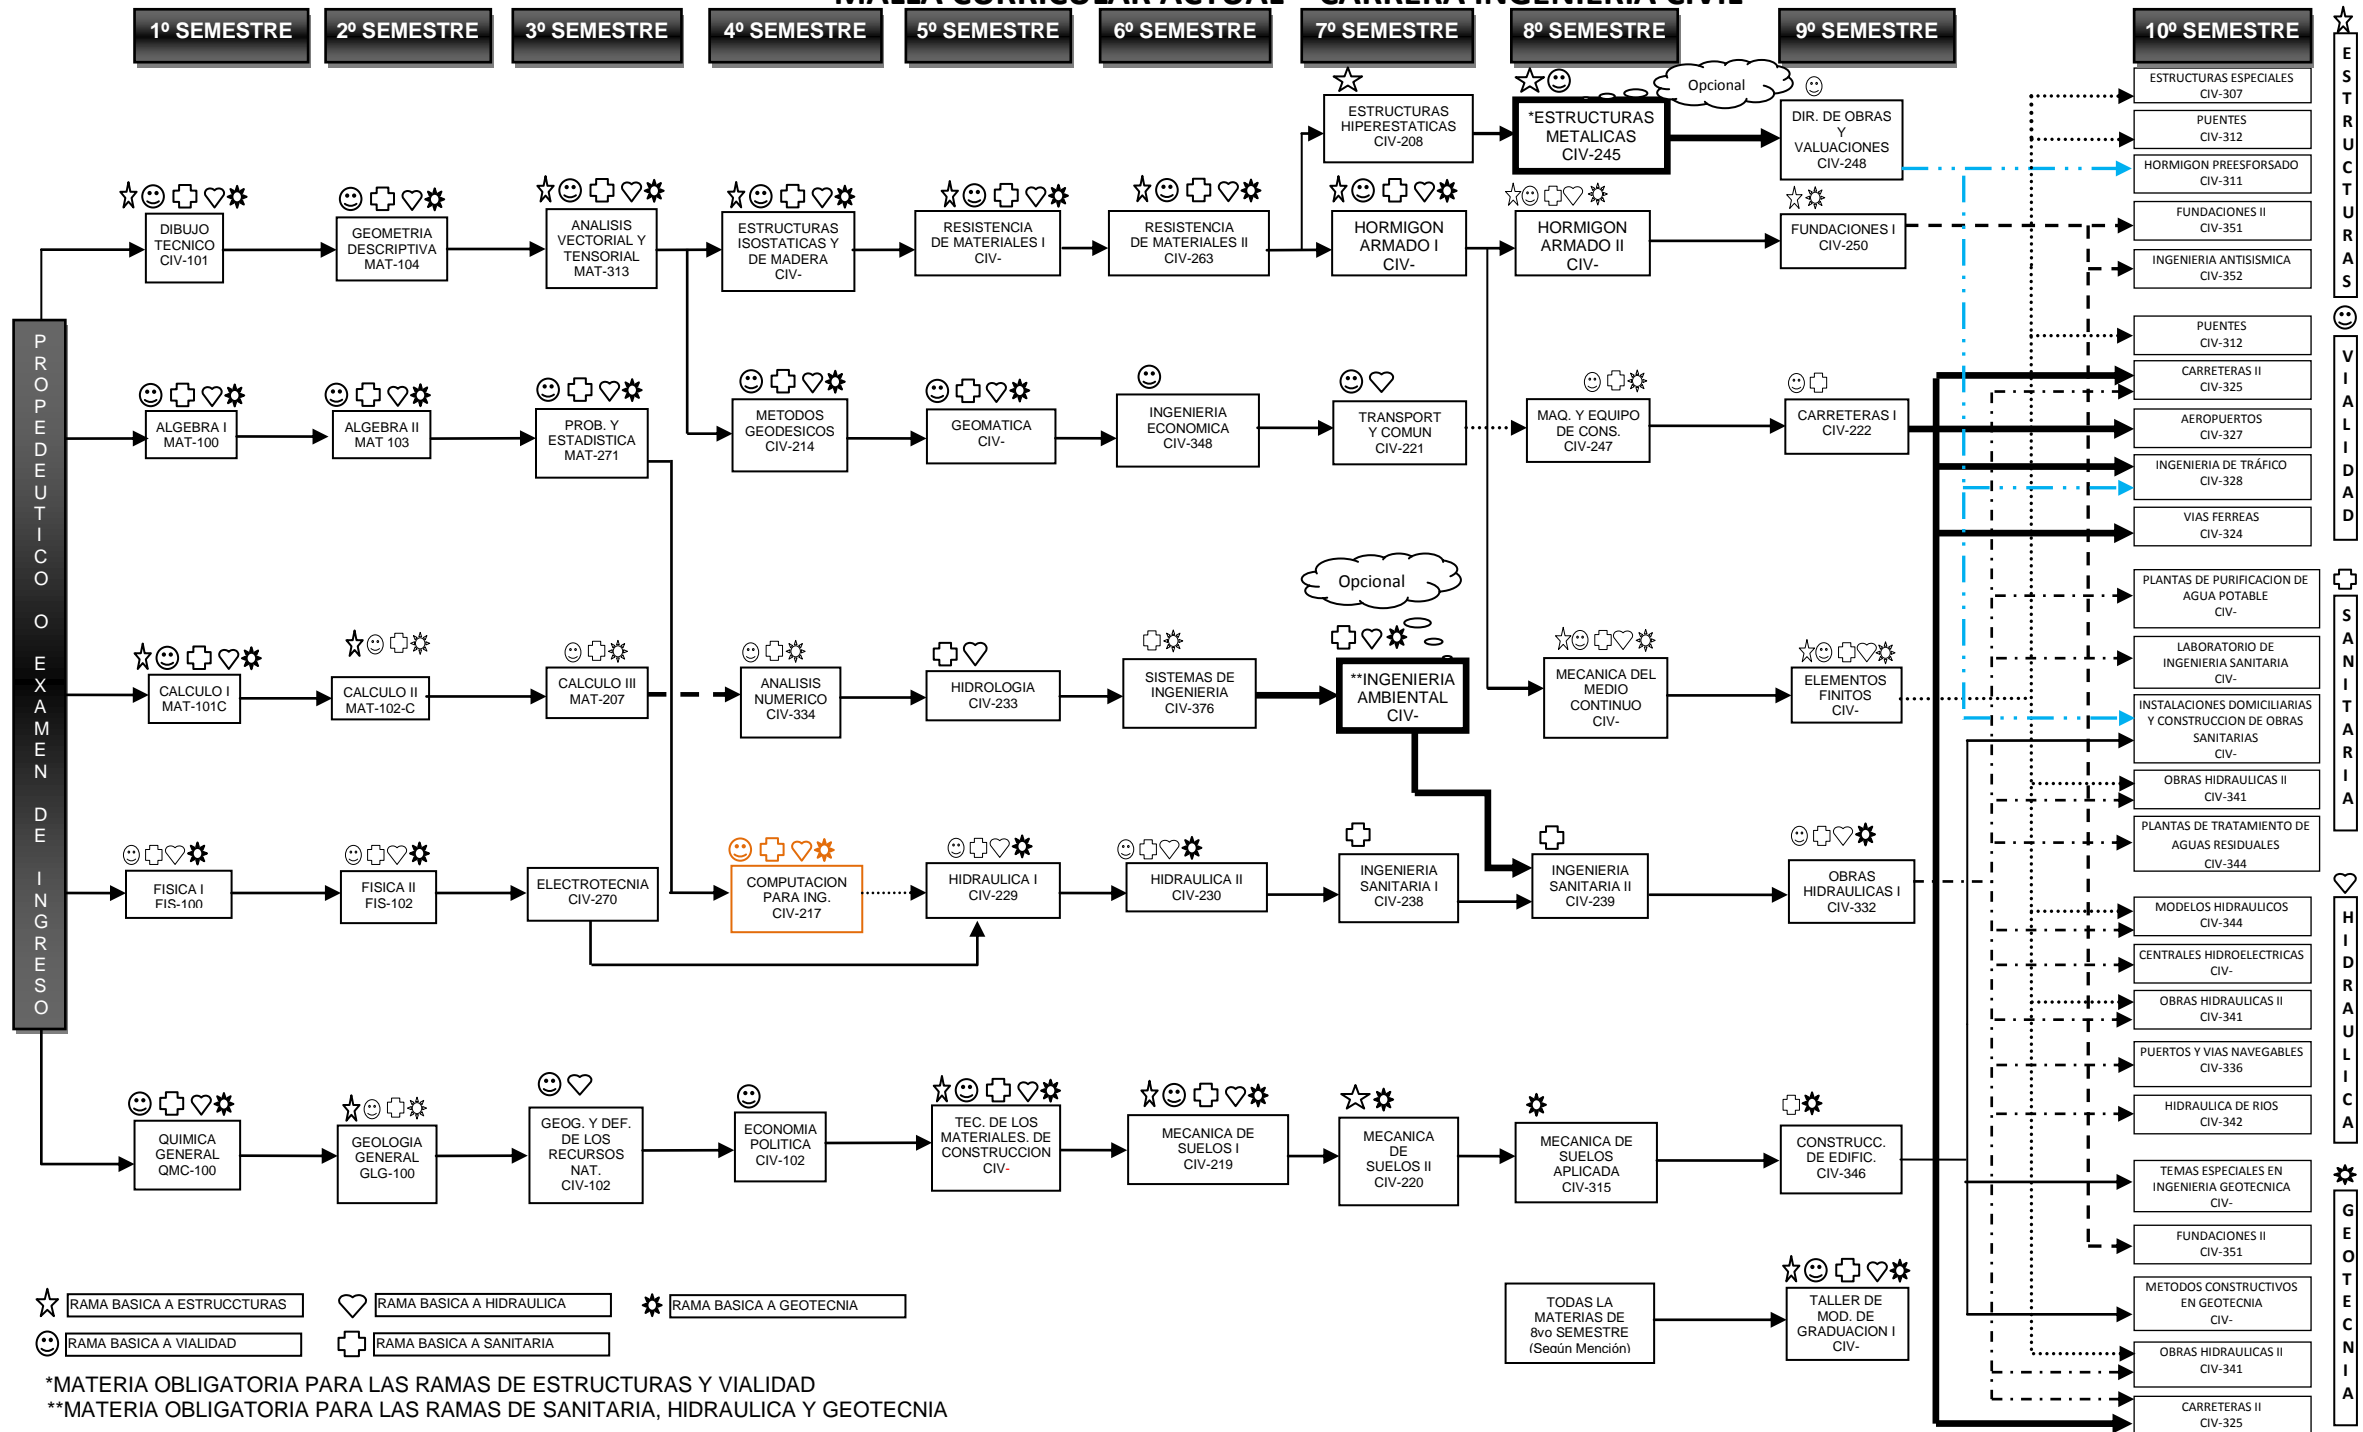 MALLA CURRICULAR ACTUAL - CARRERA INGENIERIA CIVIL
1º SEMESTRE
2º SEMESTRE
3º SEMESTRE
4º SEMESTRE
5º SEMESTRE
6º SEMESTRE
7º SEMESTRE
8º SEMESTRE
9º SEMESTRE
10º SEMESTRE
PROPEDEUTICO O EXAMEN DE INGRESO
ESTRUCTURAS
HIPERESTATICAS
CIV-208
*ESTRUCTURAS
METALICAS
CIV-245
Opcional
DIR. DE OBRAS
Y
VALUACIONES
CIV-248
DIBUJO
TECNICO
CIV-101
GEOMETRIA
DESCRIPTIVA
MAT-104
ANALISIS
VECTORIAL Y
TENSORIAL
MAT-313
ESTRUCTURAS
ISOSTATICAS Y
DE MADERA
CIV-
RESISTENCIA
DE MATERIALES I
CIV-
RESISTENCIA
DE MATERIALES II
CIV-263
HORMIGON
ARMADO I
CIV-
HORMIGON
ARMADO II
CIV-
FUNDACIONES I
CIV-250
ALGEBRA I
MAT-100
ALGEBRA II
MAT 103
PROB. Y
ESTADISTICA
MAT-271
METODOS
GEODESICOS
CIV-214
GEOMATICA
CIV-
INGENIERIA
ECONOMICA
CIV-348
TRANSPORT
Y COMUN
CIV-221
MAQ. Y EQUIPO
DE CONS.
CIV-247
CARRETERAS I
CIV-222
Opcional
CALCULO I
MAT-101C
CALCULO II
MAT-102-C
CALCULO III
MAT-207
ANALISIS
NUMERICO
CIV-334
HIDROLOGIA
CIV-233
SISTEMAS DE
INGENIERIA
CIV-376
**INGENIERIA
AMBIENTAL
CIV-
MECANICA DEL
MEDIO
CONTINUO
CIV-
ELEMENTOS
FINITOS
CIV-
FISICA I
FIS-100
FISICA II
FIS-102
ELECTROTECNIA
CIV-270
COMPUTACION
PARA ING.
CIV-217
HIDRAULICA I
CIV-229
HIDRAULICA II
CIV-230
INGENIERIA
SANITARIA I
CIV-238
INGENIERIA
SANITARIA II
CIV-239
OBRAS
HIDRAULICAS I
CIV-332
QUIMICA
GENERAL
QMC-100
GEOLOGIA
GENERAL
GLG-100
GEOG. Y DEF.
DE LOS
RECURSOS
NAT.
CIV-102
ECONOMIA
POLITICA
CIV-102
TEC. DE LOS
MATERIALES. DE
CONSTRUCCION
CIV-
MECANICA DE
SUELOS I
CIV-219
MECANICA
DE
SUELOS II
CIV-220
MECANICA DE
SUELOS
APLICADA
CIV-315
CONSTRUCC.
DE EDIFIC.
CIV-346
TODAS LA
MATERIAS DE
8vo SEMESTRE
(Según Mención)
TALLER DE
MOD. DE
GRADUACION I
CIV-
ESTRUCTURAS ESPECIALES
CIV-307
PUENTES
CIV-312
HORMIGON PREESFORSADO
CIV-311
FUNDACIONES II
CIV-351
INGENIERIA ANTISISMICA
CIV-352
ESTRUCTURAS
PUENTES
CIV-312
CARRETERAS II
CIV-325
AEROPUERTOS
CIV-327
INGENIERIA DE TRÁFICO
CIV-328
VIAS FERREAS
CIV-324
VIALIDAD
PLANTAS DE PURIFICACION DE
AGUA POTABLE
CIV-
LABORATORIO DE
INGENIERIA SANITARIA
CIV-
INSTALACIONES DOMICILIARIAS
Y CONSTRUCCION DE OBRAS
SANITARIAS
CIV-
OBRAS HIDRAULICAS II
CIV-341
PLANTAS DE TRATAMIENTO DE
AGUAS RESIDUALES
CIV-344
SANITARIA
MODELOS HIDRAULICOS
CIV-344
CENTRALES HIDROELECTRICAS
CIV-
OBRAS HIDRAULICAS II
CIV-341
PUERTOS Y VIAS NAVEGABLES
CIV-336
HIDRAULICA DE RIOS
CIV-342
HIDRAULICA
TEMAS ESPECIALES EN
INGENIERIA GEOTECNICA
CIV-
FUNDACIONES II
CIV-351
METODOS CONSTRUCTIVOS
EN GEOTECNIA
CIV-
OBRAS HIDRAULICAS II
CIV-341
CARRETERAS II
CIV-325
GEOTECNIA
RAMA BASICA A ESTRUCCTURAS
RAMA BASICA A HIDRAULICA
RAMA BASICA A GEOTECNIA
RAMA BASICA A VIALIDAD
RAMA BASICA A SANITARIA
*MATERIA OBLIGATORIA PARA LAS RAMAS DE ESTRUCTURAS Y VIALIDAD
**MATERIA OBLIGATORIA PARA LAS RAMAS DE SANITARIA, HIDRAULICA Y GEOTECNIA